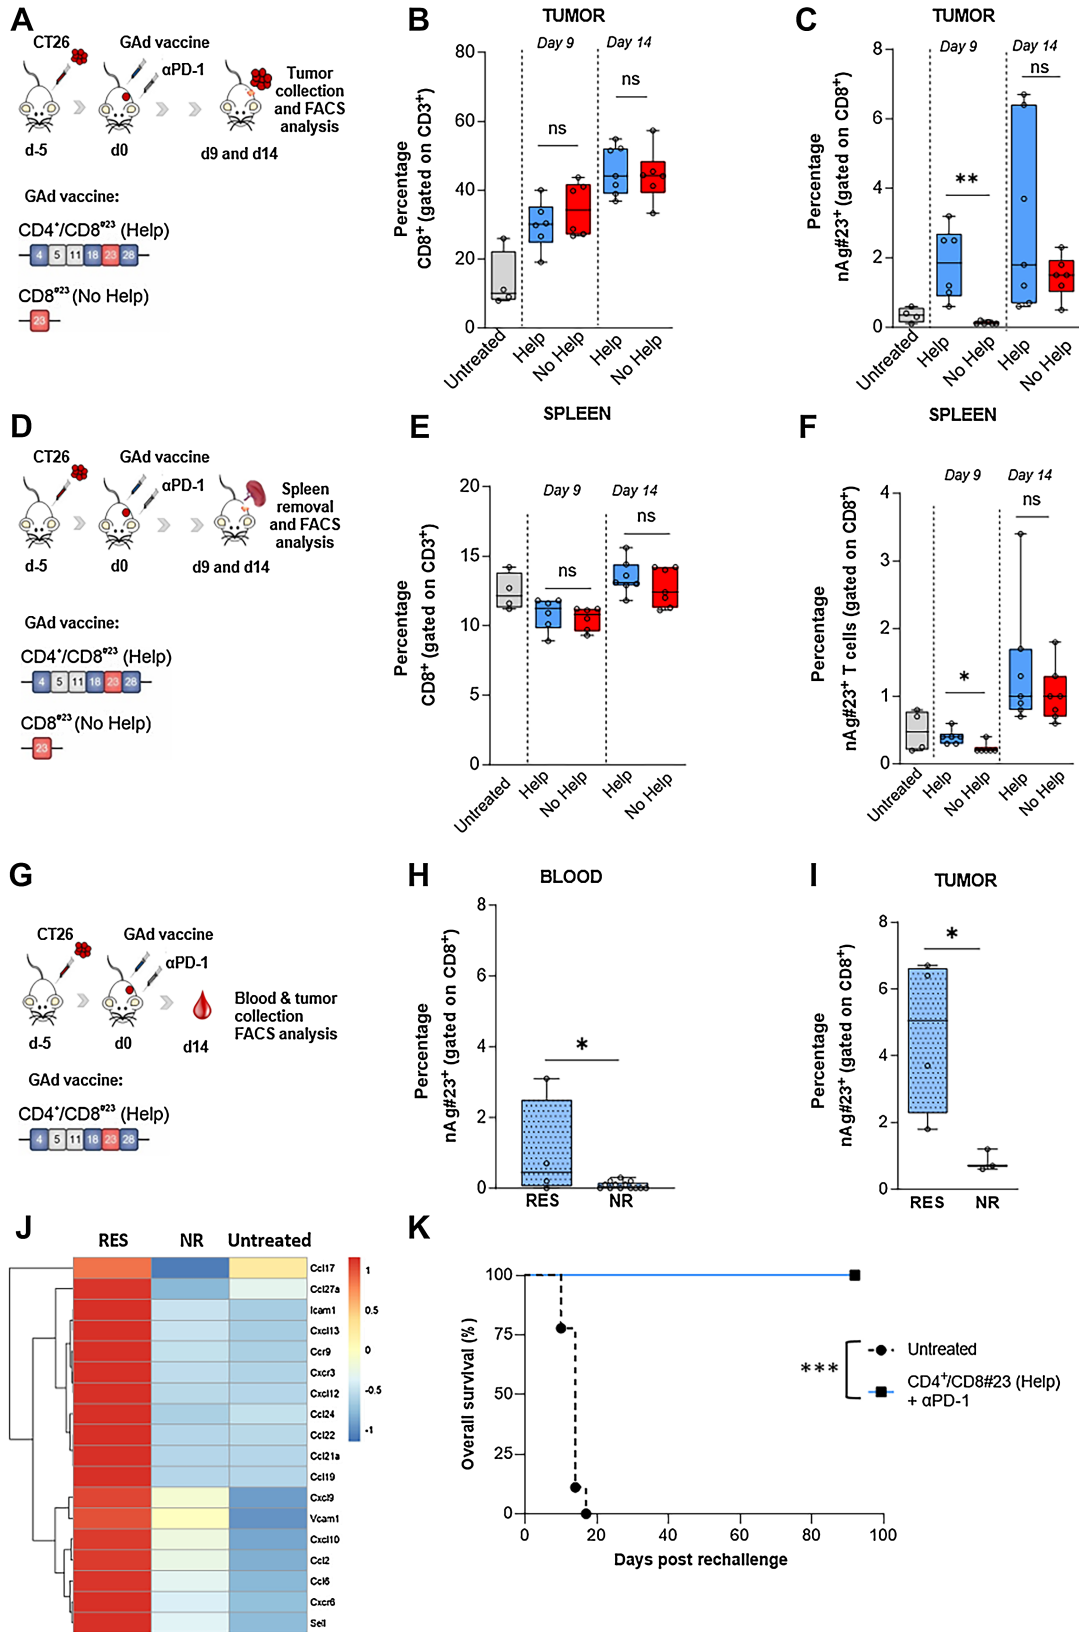 A
CT26
GAd vaccine
αPD-1
Tumor
collection
and FACS
analysis
d-5
d0
d9 and d14
GAd vaccine:
CD4⁺/CD8#23 (Help)
4 5 11 18 23 28
CD8#23 (No Help)
23
B
TUMOR
Day 9
Day 14
ns
ns
Percentage
CD8⁺ (gated on CD3⁺)
80
60
40
20
0
Untreated
Help
No Help
Help
No Help
C
TUMOR
Day 9
Day 14
ns
**
Percentage
nAg#23⁺ (gated on CD8⁺)
8
6
4
2
0
Untreated
Help
No Help
Help
No Help
D
CT26
GAd vaccine
αPD-1
Spleen
removal
and FACS
analysis
d-5
d0
d9 and d14
GAd vaccine:
CD4⁺/CD8#23 (Help)
4 5 11 18 23 28
CD8#23 (No Help)
23
E
SPLEEN
Day 9
Day 14
ns
ns
Percentage
CD8⁺ (gated on CD3⁺)
20
15
10
5
0
Untreated
Help
No Help
Help
No Help
F
SPLEEN
Day 9
Day 14
ns
*
Percentage
nAg#23⁺ T cells (gated on CD8⁺)
4
3
2
1
0
Untreated
Help
No Help
Help
No Help
G
CT26
GAd vaccine
αPD-1
Blood & tumor
collection
FACS analysis
d-5
d0
d14
GAd vaccine:
CD4⁺/CD8#23 (Help)
4 5 11 18 23 28
H
BLOOD
*
Percentage
nAg#23⁺ (gated on CD8⁺)
8
6
4
2
0
RES
NR
I
TUMOR
*
Percentage
nAg#23⁺ (gated on CD8⁺)
8
6
4
2
0
RES
NR
J
RES
NR
Untreated
Ccl17
Ccl27a
Icam1
Cxcl13
Ccr9
Cxcr3
Cxcl12
Ccl24
Ccl22
Ccl21a
Ccl19
Cxcl9
Vcam1
Cxcl10
Ccl2
Ccl6
Cxcr6
Sell
1
0.5
0
-0.5
-1
K
Overall survival (%)
100
75
50
25
0
0
20
40
60
80
100
Days post rechallenge
***
Untreated
CD4⁺/CD8#23 (Help)
+ αPD-1